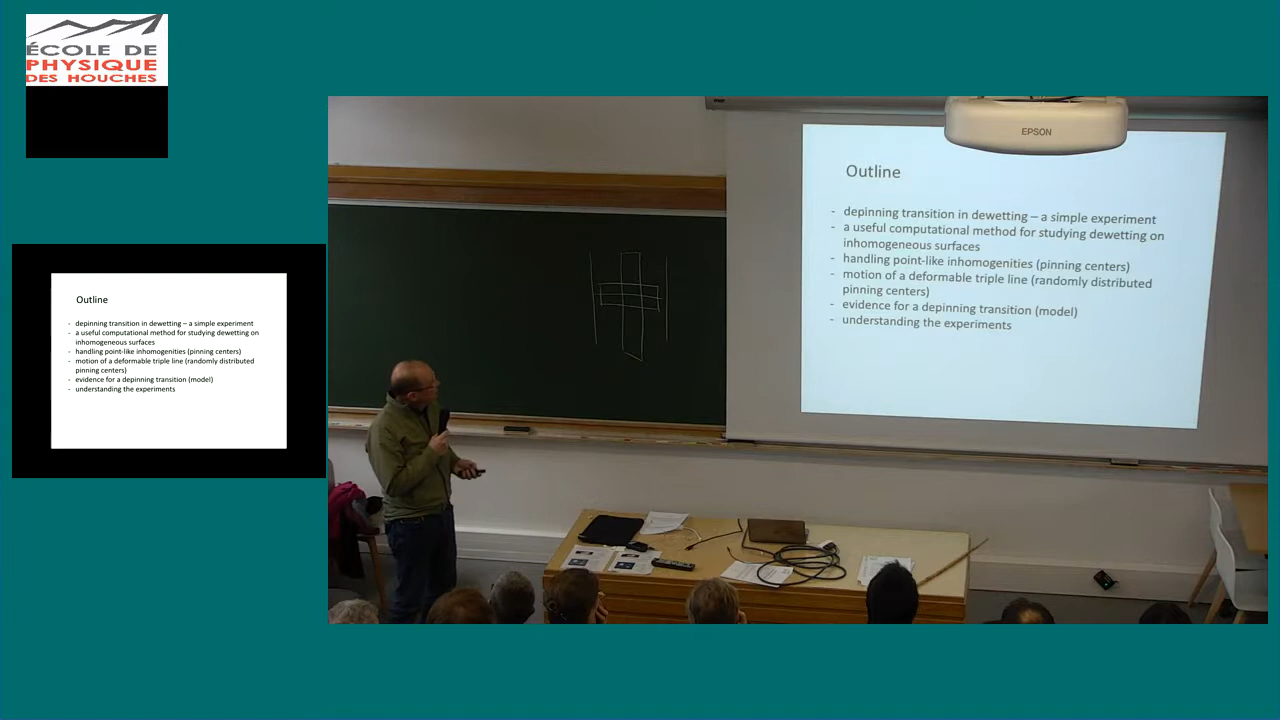 ÉCOLE DE
PHYSIQUE
DES HOUCHES
Outline
- depinning transition in dewetting – a simple experiment
- a useful computational method for studying dewetting on
inhomogeneous surfaces
- handling point-like inhomogenities (pinning centers)
- motion of a deformable triple line (randomly distributed
pinning centers)
- evidence for a depinning transition (model)
- understanding the experiments
EPSON
Outline
- depinning transition in dewetting – a simple experiment
- a useful computational method for studying dewetting on
inhomogeneous surfaces
- handling point-like inhomogenities (pinning centers)
- motion of a deformable triple line (randomly distributed
pinning centers)
- evidence for a depinning transition (model)
- understanding the experiments